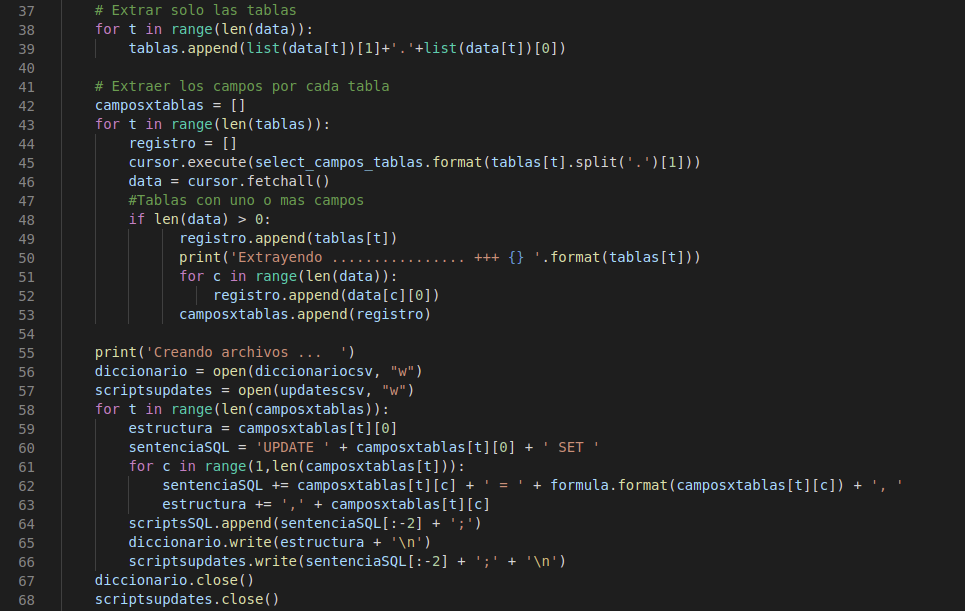 37 # Extrar solo las tablas
38 for t in range(len(data)):
39 tablas.append(list(data[t])[1]+'.'+list(data[t])[0])
40
41 # Extraer los campos por cada tabla
42 camposxtablas = []
43 for t in range(len(tablas)):
44 registro = []
45 cursor.execute(select_campos_tablas.format(tablas[t].split('.')[1]))
46 data = cursor.fetchall()
47 #Tablas con uno o mas campos
48 if len(data) > 0:
49 registro.append(tablas[t])
50 print('Extrayendo ................ +++ {} '.format(tablas[t]))
51 for c in range(len(data)):
52 registro.append(data[c][0])
53 camposxtablas.append(registro)
54
55 print('Creando archivos ...  ')
56 diccionario = open(diccionariocsv, "w")
57 scriptsupdates = open(updatescsv, "w")
58 for t in range(len(camposxtablas)):
59 estructura = camposxtablas[t][0]
60 sentenciaSQL = 'UPDATE ' + camposxtablas[t][0] + ' SET '
61 for c in range(1,len(camposxtablas[t])):
62 sentenciaSQL += camposxtablas[t][c] + ' = ' + formula.format(camposxtablas[t][c]) + ', '
63 estructura += ',' + camposxtablas[t][c]
64 scriptsSQL.append(sentenciaSQL[:-2] + ';')
65 diccionario.write(estructura + '\n')
66 scriptsupdates.write(sentenciaSQL[:-2] + ';' + '\n')
67 diccionario.close()
68 scriptsupdates.close()